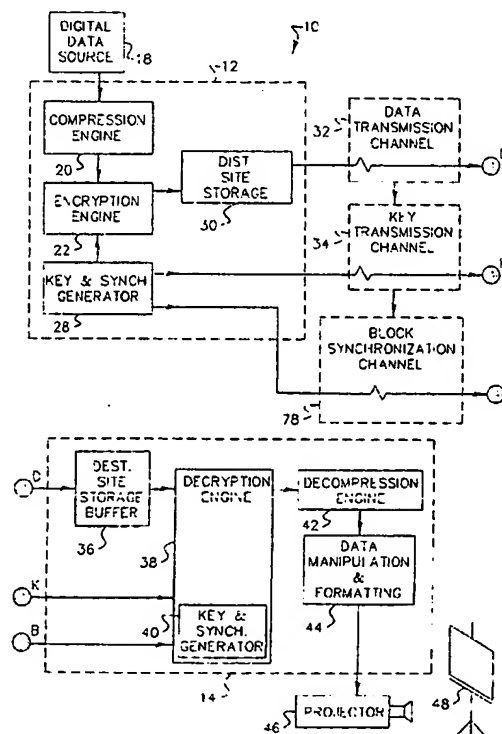 DIGITAL
DATA
SOURCE
18
10
12
COMPRESSION
ENGINE
20
ENCRYPTION
ENGINE
22
KEY & SYNCH
GENERATOR
28
DIST
SITE
STORAGE
30
32
DATA
TRANSMISSION
CHANNEL
34
KEY
TRANSMISSION
CHANNEL
BLOCK
SYNCHRONIZATION
CHANNEL
78
D
DEST.
SITE
STORAGE
BUFFER
36
DECRYPTION
ENGINE
38
K
B
40
KEY &
SYNCH.
GENERATOR
DECOMPRESSION
ENGINE
42
DATA
MANIPULATION
&
FORMATTING
44
14
PROJECTOR
46
48